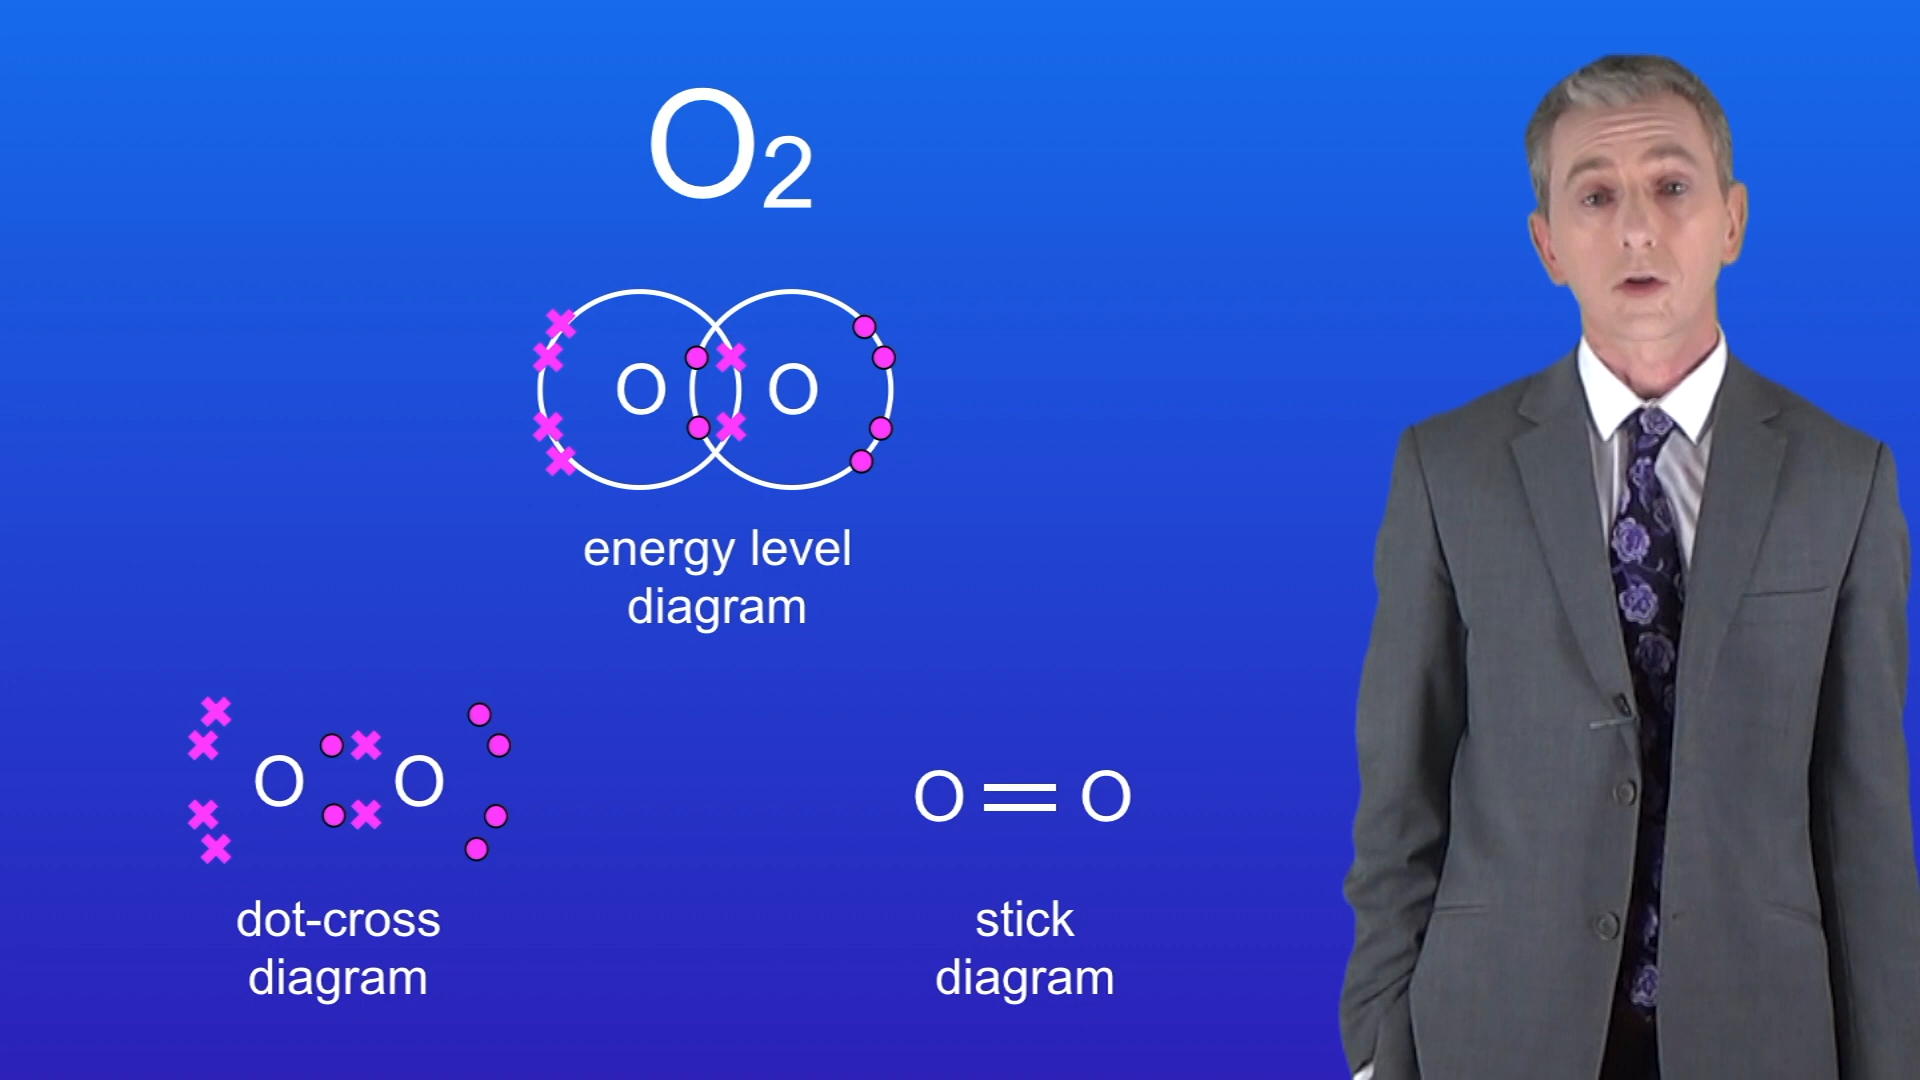 O₂
O O
energy level
diagram
O O
O=O
dot-cross
diagram
stick
diagram